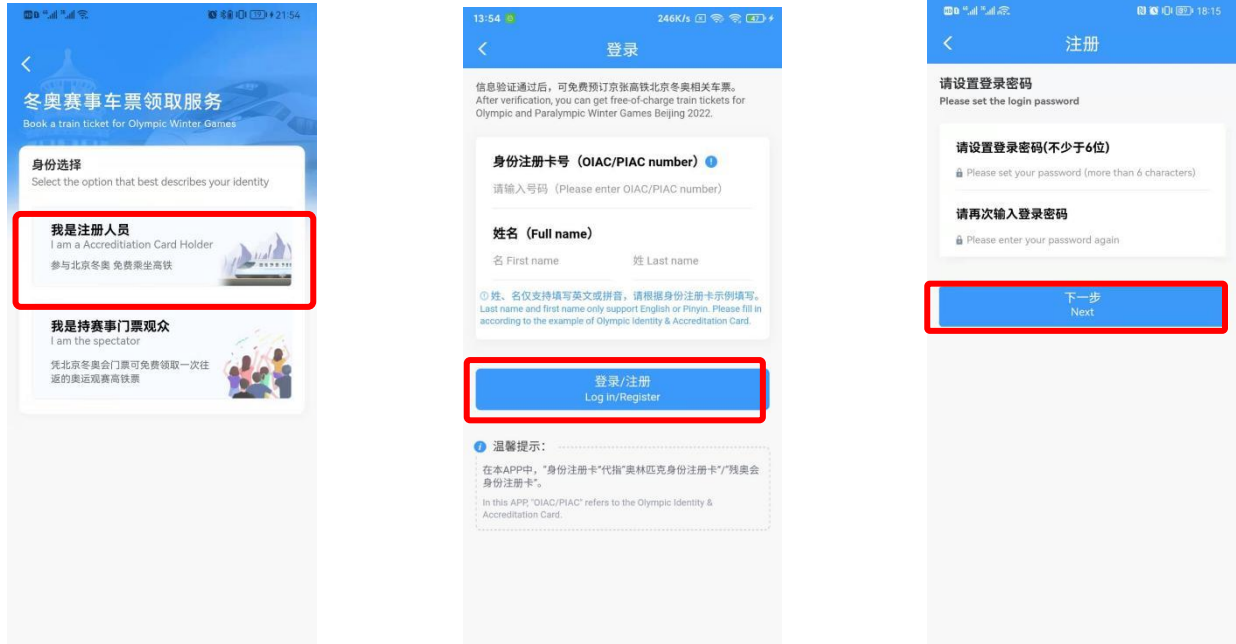 21:54
冬奥赛事车票领取服务
Book a train ticket for Olympic Winter Games
身份选择
Select the option that best describes your identity
我是注册人员
I am a Accreditiation Card Holder
参与北京冬奥 免费乘坐高铁
我是持赛事门票观众
I am the spectator
凭北京冬奥会门票可免费领取一次往
返的奥运观赛高铁票
13:54
246K/s
47
登录
信息验证通过后，可免费预订京张高铁北京冬奥相关车票。
After verification, you can get free-of-charge train tickets for
Olympic and Paralympic Winter Games Beijing 2022.
身份注册卡号（OIAC/PIAC number）
请输入号码（Please enter OIAC/PIAC number）
姓名（Full name）
名 First name 姓 Last name
姓、名仅支持填写英文或拼音，请根据身份注册卡示例填写。
Last name and first name only support English or Pinyin. Please fill in
according to the example of Olympic Identity & Accreditation Card.
登录/注册
Log in/Register
温馨提示：
在本APP中，"身份注册卡"代指"奥林匹克身份注册卡"/"残奥会
身份注册卡"。
In this APP, "OIAC/PIAC" refers to the Olympic Identity &
Accreditation Card.
18:15
注册
请设置登录密码
Please set the login password
请设置登录密码(不少于6位)
Please set your password (more than 6 characters)
请再次输入登录密码
Please enter your password again
下一步
Next